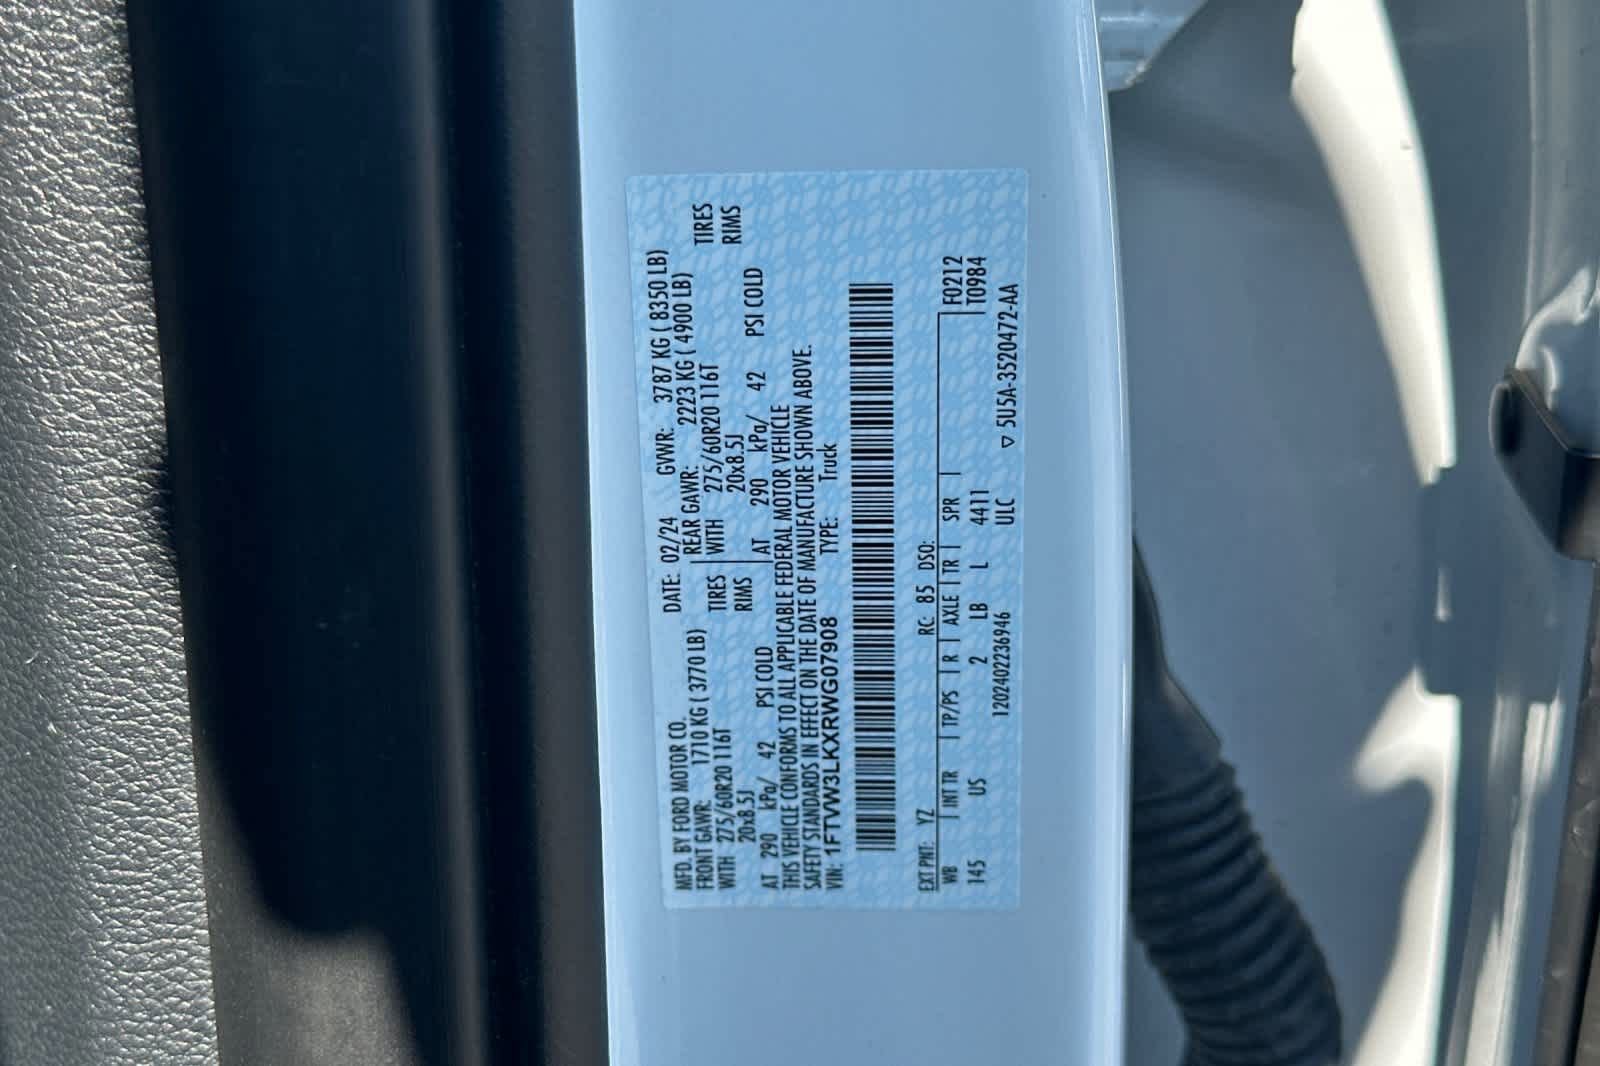 MFD. BY FORD MOTOR CO.
DATE: 02/24 GVWR: 3787 KG ( 8350 LB)
FRONT GAWR: 1710 KG ( 3770 LB) REAR GAWR: 2223 KG ( 4900 LB)
WITH 275/60R20 116T TIRES WITH 275/60R20 116T TIRES
20x8.5J RIMS 20x8.5J RIMS
AT 290 kPa/ 42 PSI COLD AT 290 kPa/ 42 PSI COLD
THIS VEHICLE CONFORMS TO ALL APPLICABLE FEDERAL MOTOR VEHICLE
SAFETY STANDARDS IN EFFECT ON THE DATE OF MANUFACTURE SHOWN ABOVE.
VIN: 1FTVW3LKXRWG07908 TYPE: Truck
EXT PNT: YZ RC: 85 DSO: F0212
WB INT TR TP/PS R AXLE TR SPR T0984
145 US 2 LB L 4411
120240223​6946 ULC ▽ 5U5A-3520472-AA